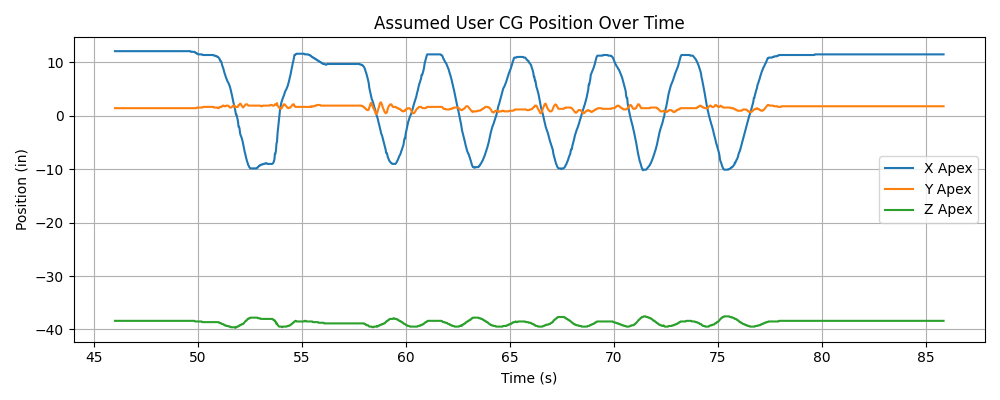 Assumed User CG Position Over Time
Position (in)
10
0
−10
−20
−30
−40
X Apex
Y Apex
Z Apex
45 50 55 60 65 70 75 80 85
Time (s)